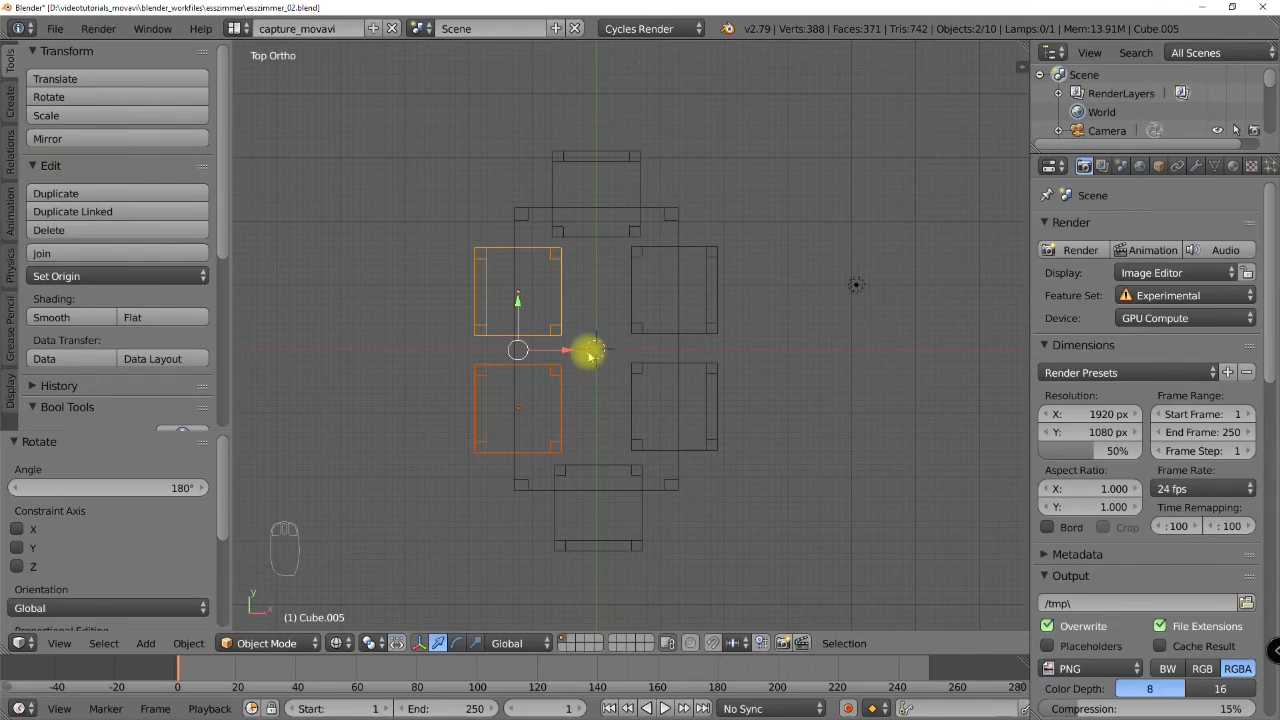 Blender* [D:\videotutorials_movavi\blender_workfiles\esszimmer\esszimmer_02.blend]
File Render Window Help capture_movavi Scene Cycles Render v2.79 | Verts:388 | Faces:371 | Tris:742 | Objects:2/10 | Lamps:0/1 | Mem:13.91M | Cube.005
Tools
Create
Relations
Animation
Physics
Grease Pencil
Display
Transform
Translate
Rotate
Scale
Mirror
Edit
Duplicate
Duplicate Linked
Delete
Join
Set Origin
Shading:
Smooth Flat
Data Transfer:
Data Data Layout
History
Bool Tools
Rotate
Angle
180°
Constraint Axis
X
Y
Z
Orientation
Global
Top Ortho
y
x
(1) Cube.005
View Search All Scenes
Scene
RenderLayers
World
Camera
Scene
Render
Render Animation Audio
Display: Image Editor
Feature Set: Experimental
Device: GPU Compute
Dimensions
Render Presets
Resolution: Frame Range:
X: 1920 px Start Frame: 1
Y: 1080 px End Frame: 250
50% Frame Step: 1
Aspect Ratio: Frame Rate:
X: 1.000 24 fps
Y: 1.000 Time Remapping:
Bord Crop : 100 : 100
Metadata
Output
/tmp\
Overwrite File Extensions
Placeholders Cache Result
PNG BW RGB RGBA
Color Depth: 8 16
Compression: 15%
View Select Add Object Object Mode Global Selection
-40 -20 0 20 40 60 80 100 120 140 160 180 200 220 240 260 280
View Marker Frame Playback Start: 1 End: 250 1 No Sync